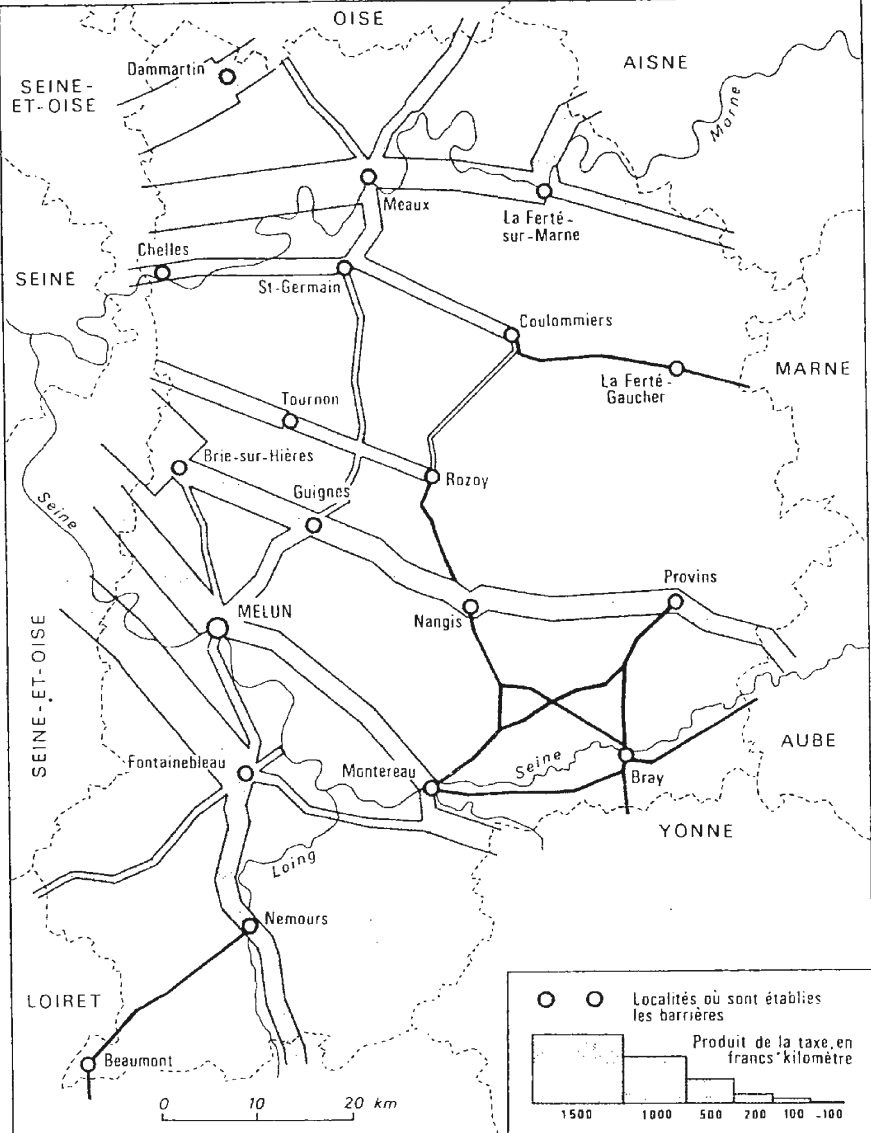 OISE
AISNE
SEINE-
ET-OISE
Dammartin
Marne
Meaux
La Ferté-
sur-Marne
Chelles
SEINE
St-Germain
Coulommiers
MARNE
La Ferté-
Gaucher
Tournon
Brie-sur-Hières
Rozoy
Guignes
Seine
Provins
MELUN
Nangis
SEINE-ET-OISE
AUBE
Fontainebleau
Montereau
Seine
Bray
YONNE
Loing
Nemours
LOIRET
Beaumont
0 10 20 km
Localités où sont établies
les barrières
Produit de la taxe, en
francs*kilomètre
1500 1000 500 200 100 -100